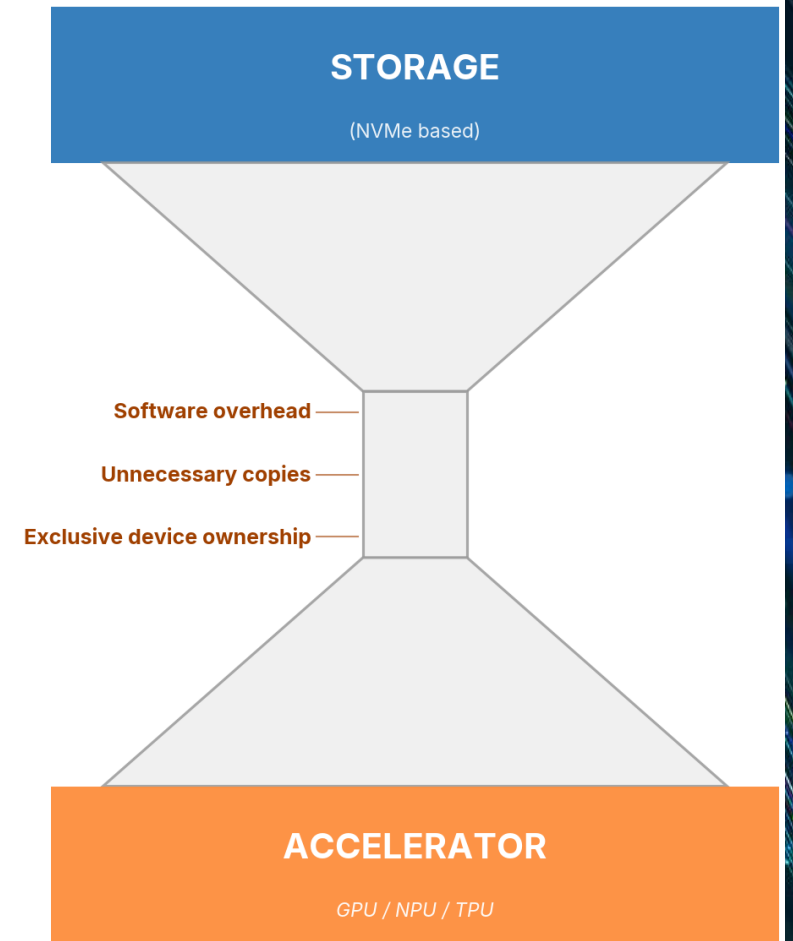 STORAGE
(NVMe based)
Software overhead
Unnecessary copies
Exclusive device ownership
ACCELERATOR
GPU / NPU / TPU